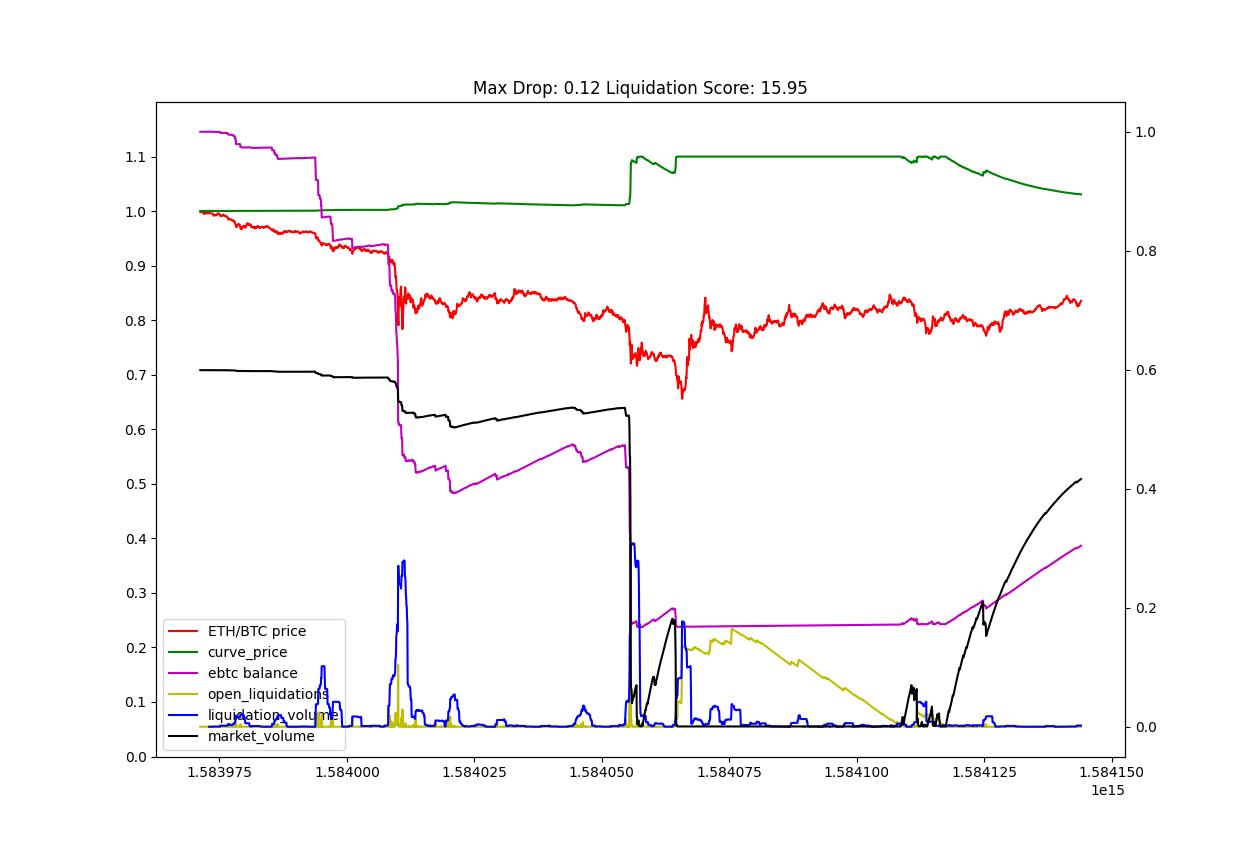 Max Drop: 0.12 Liquidation Score: 15.95
1.1
1.0
0.9
0.8
0.7
0.6
0.5
0.4
0.3
0.2
0.1
0.0
1.0
0.8
0.6
0.4
0.2
0.0
ETH/BTC price
curve_price
ebtc balance
open_liquidations
liquidation_volume
market_volume
1.583975 1.584000 1.584025 1.584050 1.584075 1.584100 1.584125 1.584150
1e15